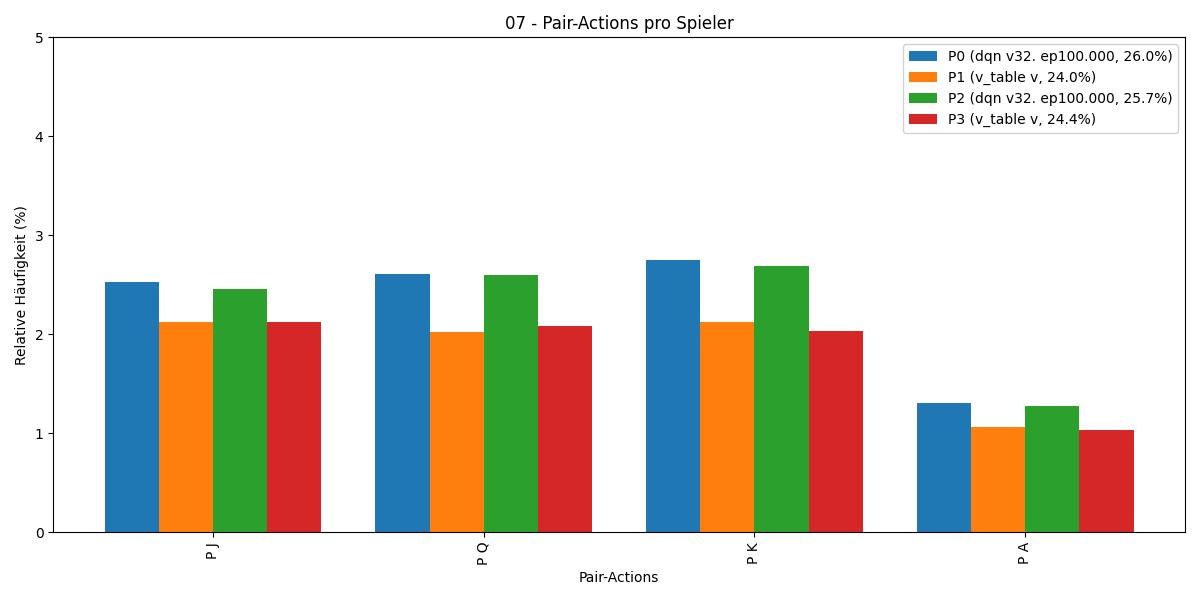 07 - Pair-Actions pro Spieler
P0 (dqn v32. ep100.000, 26.0%)
P1 (v_table v, 24.0%)
P2 (dqn v32. ep100.000, 25.7%)
P3 (v_table v, 24.4%)
Relative Häufigkeit (%)
5
4
3
2
1
0
P J
P Q
P K
P A
Pair-Actions